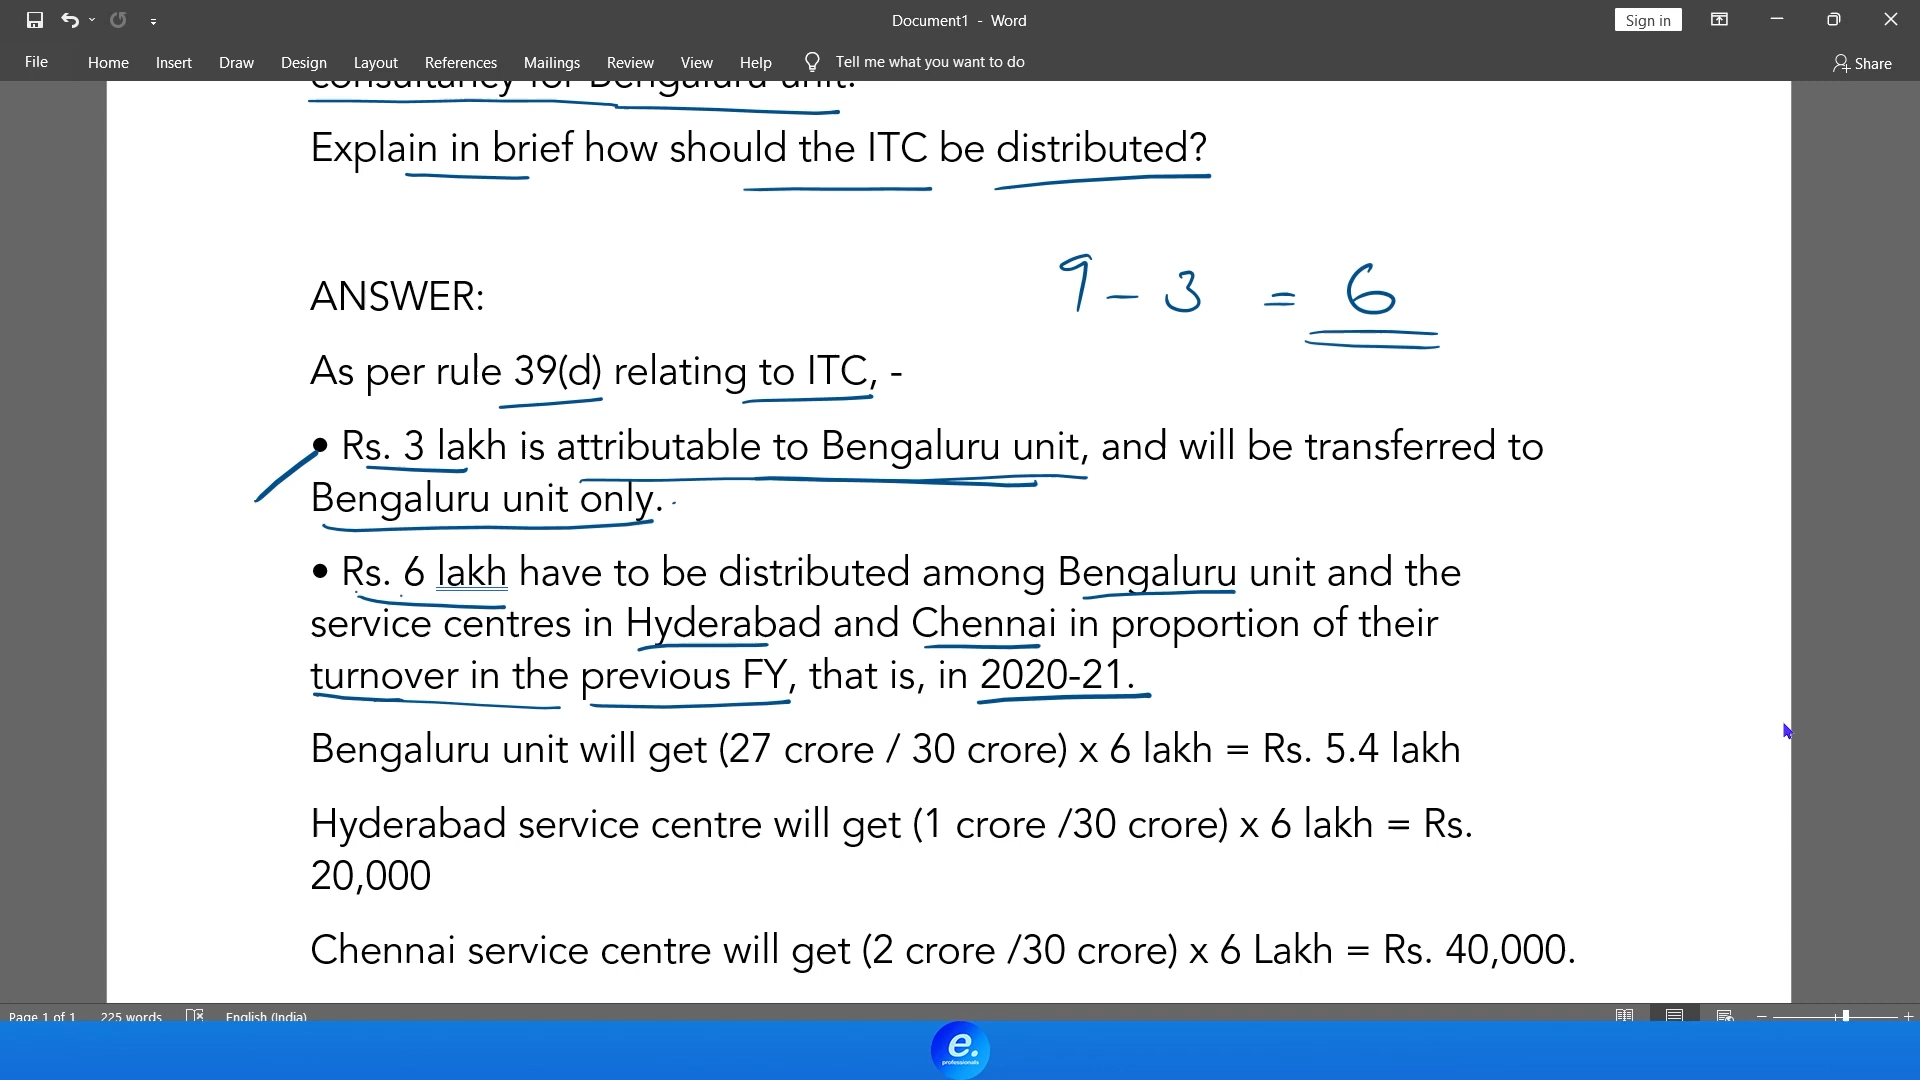 Document1 - Word
Sign in
File Home Insert Draw Design Layout References Mailings Review View Help Tell me what you want to do
Share
consultancy for Bengaluru unit.
Explain in brief how should the ITC be distributed?
9 - 3 = 6
ANSWER:
As per rule 39(d) relating to ITC, -
• Rs. 3 lakh is attributable to Bengaluru unit, and will be transferred to
Bengaluru unit only.
• Rs. 6 lakh have to be distributed among Bengaluru unit and the
service centres in Hyderabad and Chennai in proportion of their
turnover in the previous FY, that is, in 2020-21.
Bengaluru unit will get (27 crore / 30 crore) x 6 lakh = Rs. 5.4 lakh
Hyderabad service centre will get (1 crore /30 crore) x 6 lakh = Rs.
20,000
Chennai service centre will get (2 crore /30 crore) x 6 Lakh = Rs. 40,000.
Page 1 of 1 225 words English (India)
e.
professionals